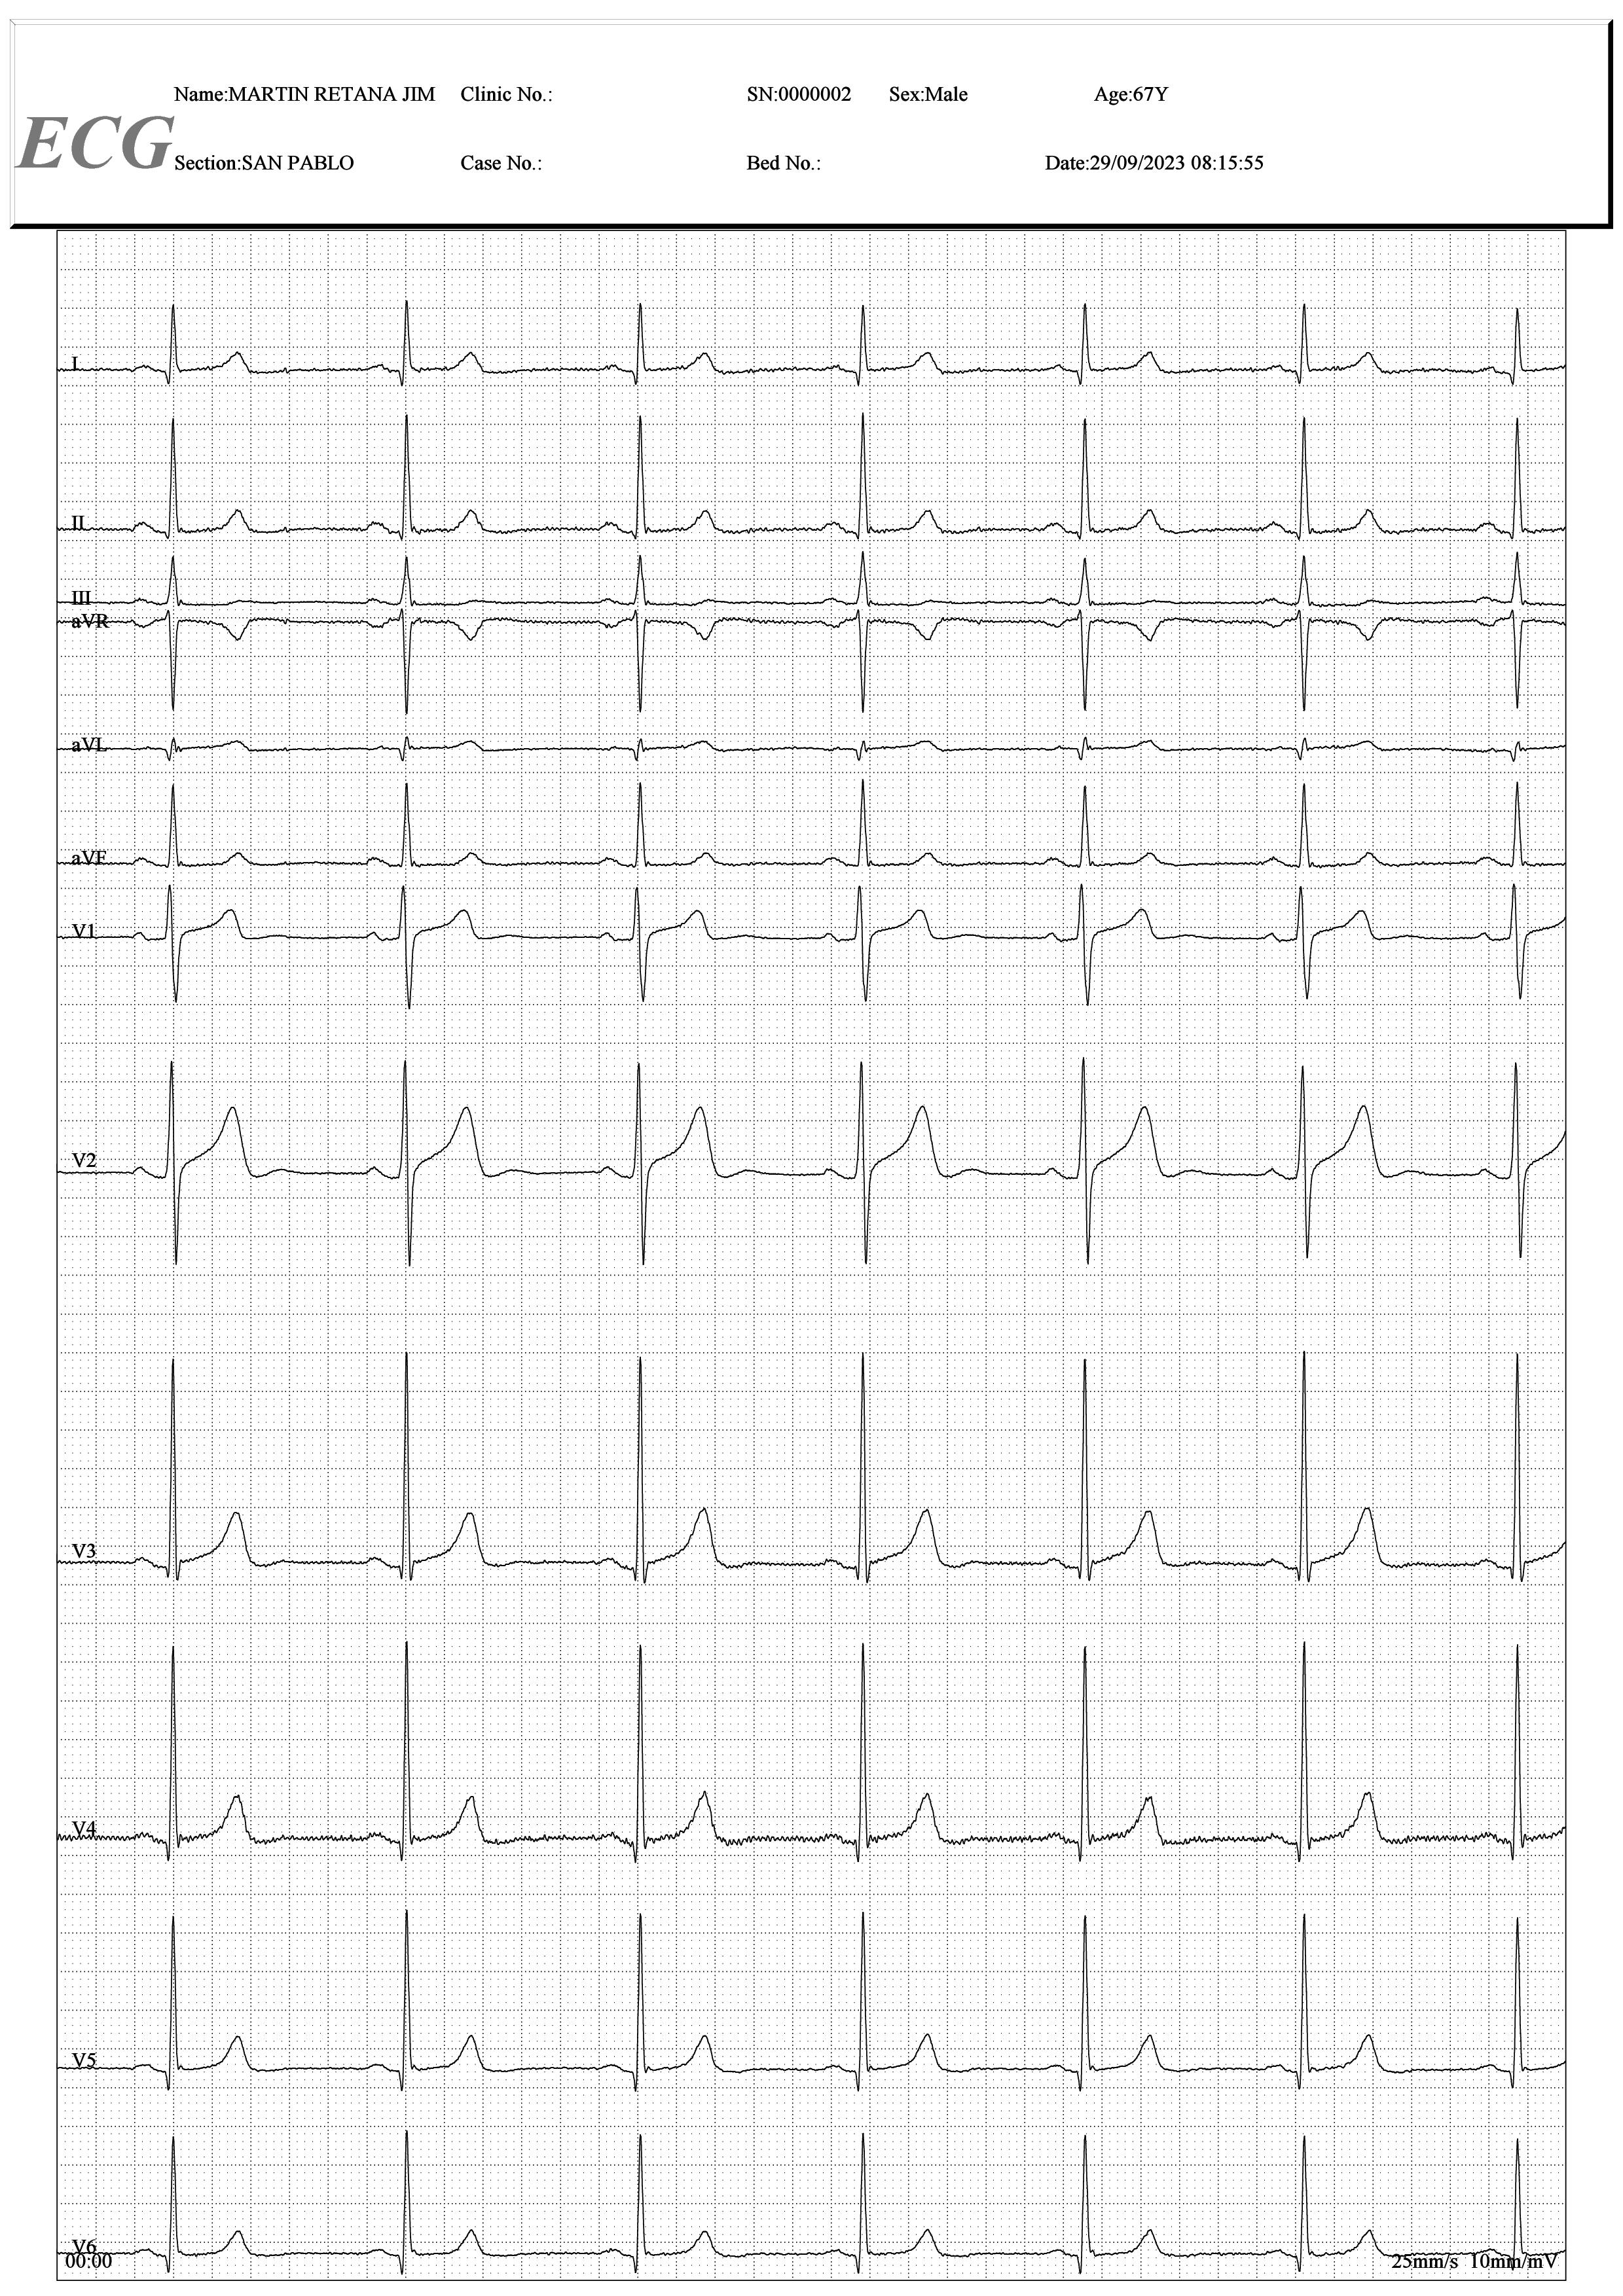 Name:MARTIN RETANA JIM Clinic No.: SN:0000002 Sex:Male Age:67Y
ECG
Section:SAN PABLO Case No.: Bed No.: Date:29/09/2023 08:15:55
I
II
III
aVR
aVL
aVF
V1
V2
V3
V4
V5
V6
00:00 25mm/s 10mm/mV